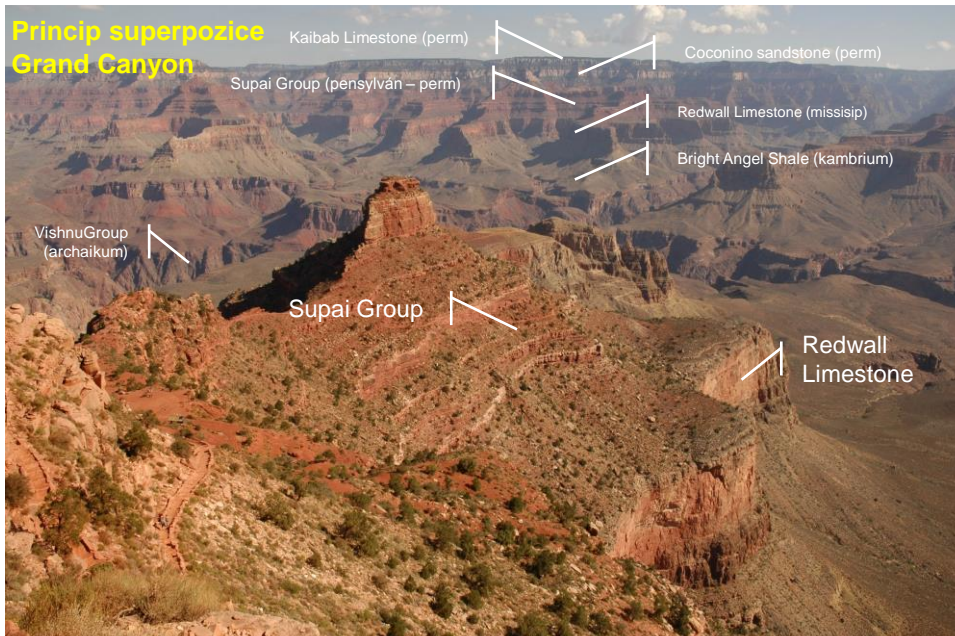 Princip superpozice
Grand Canyon
Kaibab Limestone (perm)
Coconino sandstone (perm)
Supai Group (pensylván – perm)
Redwall Limestone (missisip)
Bright Angel Shale (kambrium)
VishnuGroup
(archaikum)
Supai Group
Redwall
Limestone